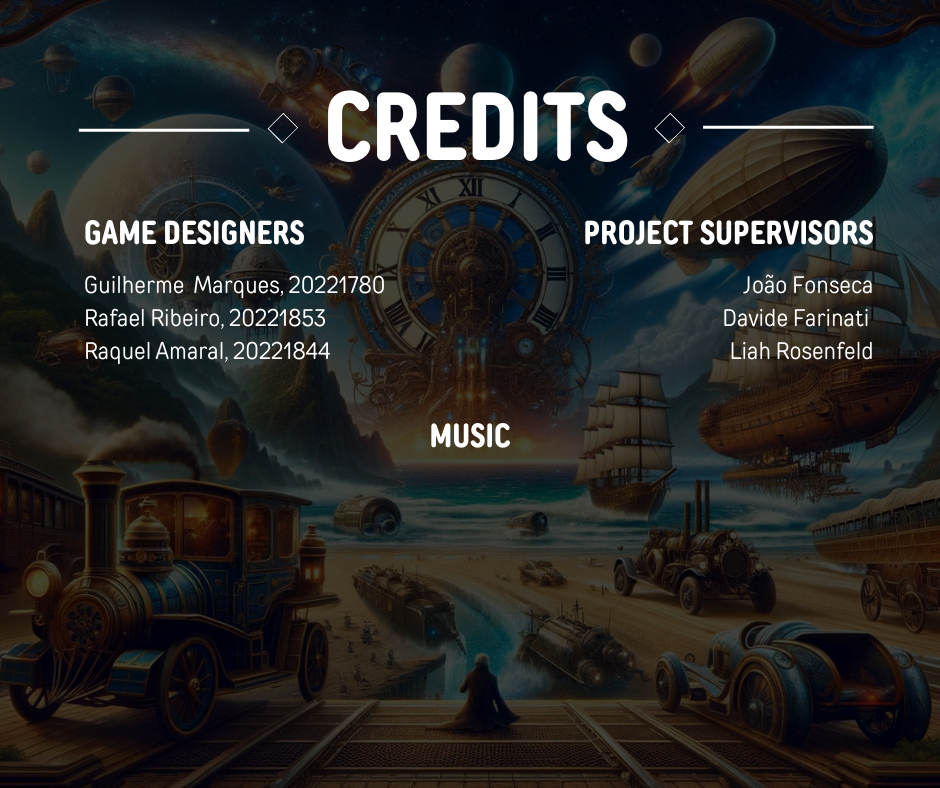 CREDITS
GAME DESIGNERS
Guilherme Marques, 20221780
Rafael Ribeiro, 20221853
Raquel Amaral, 20221844
PROJECT SUPERVISORS
João Fonseca
Davide Farinati
Liah Rosenfeld
MUSIC